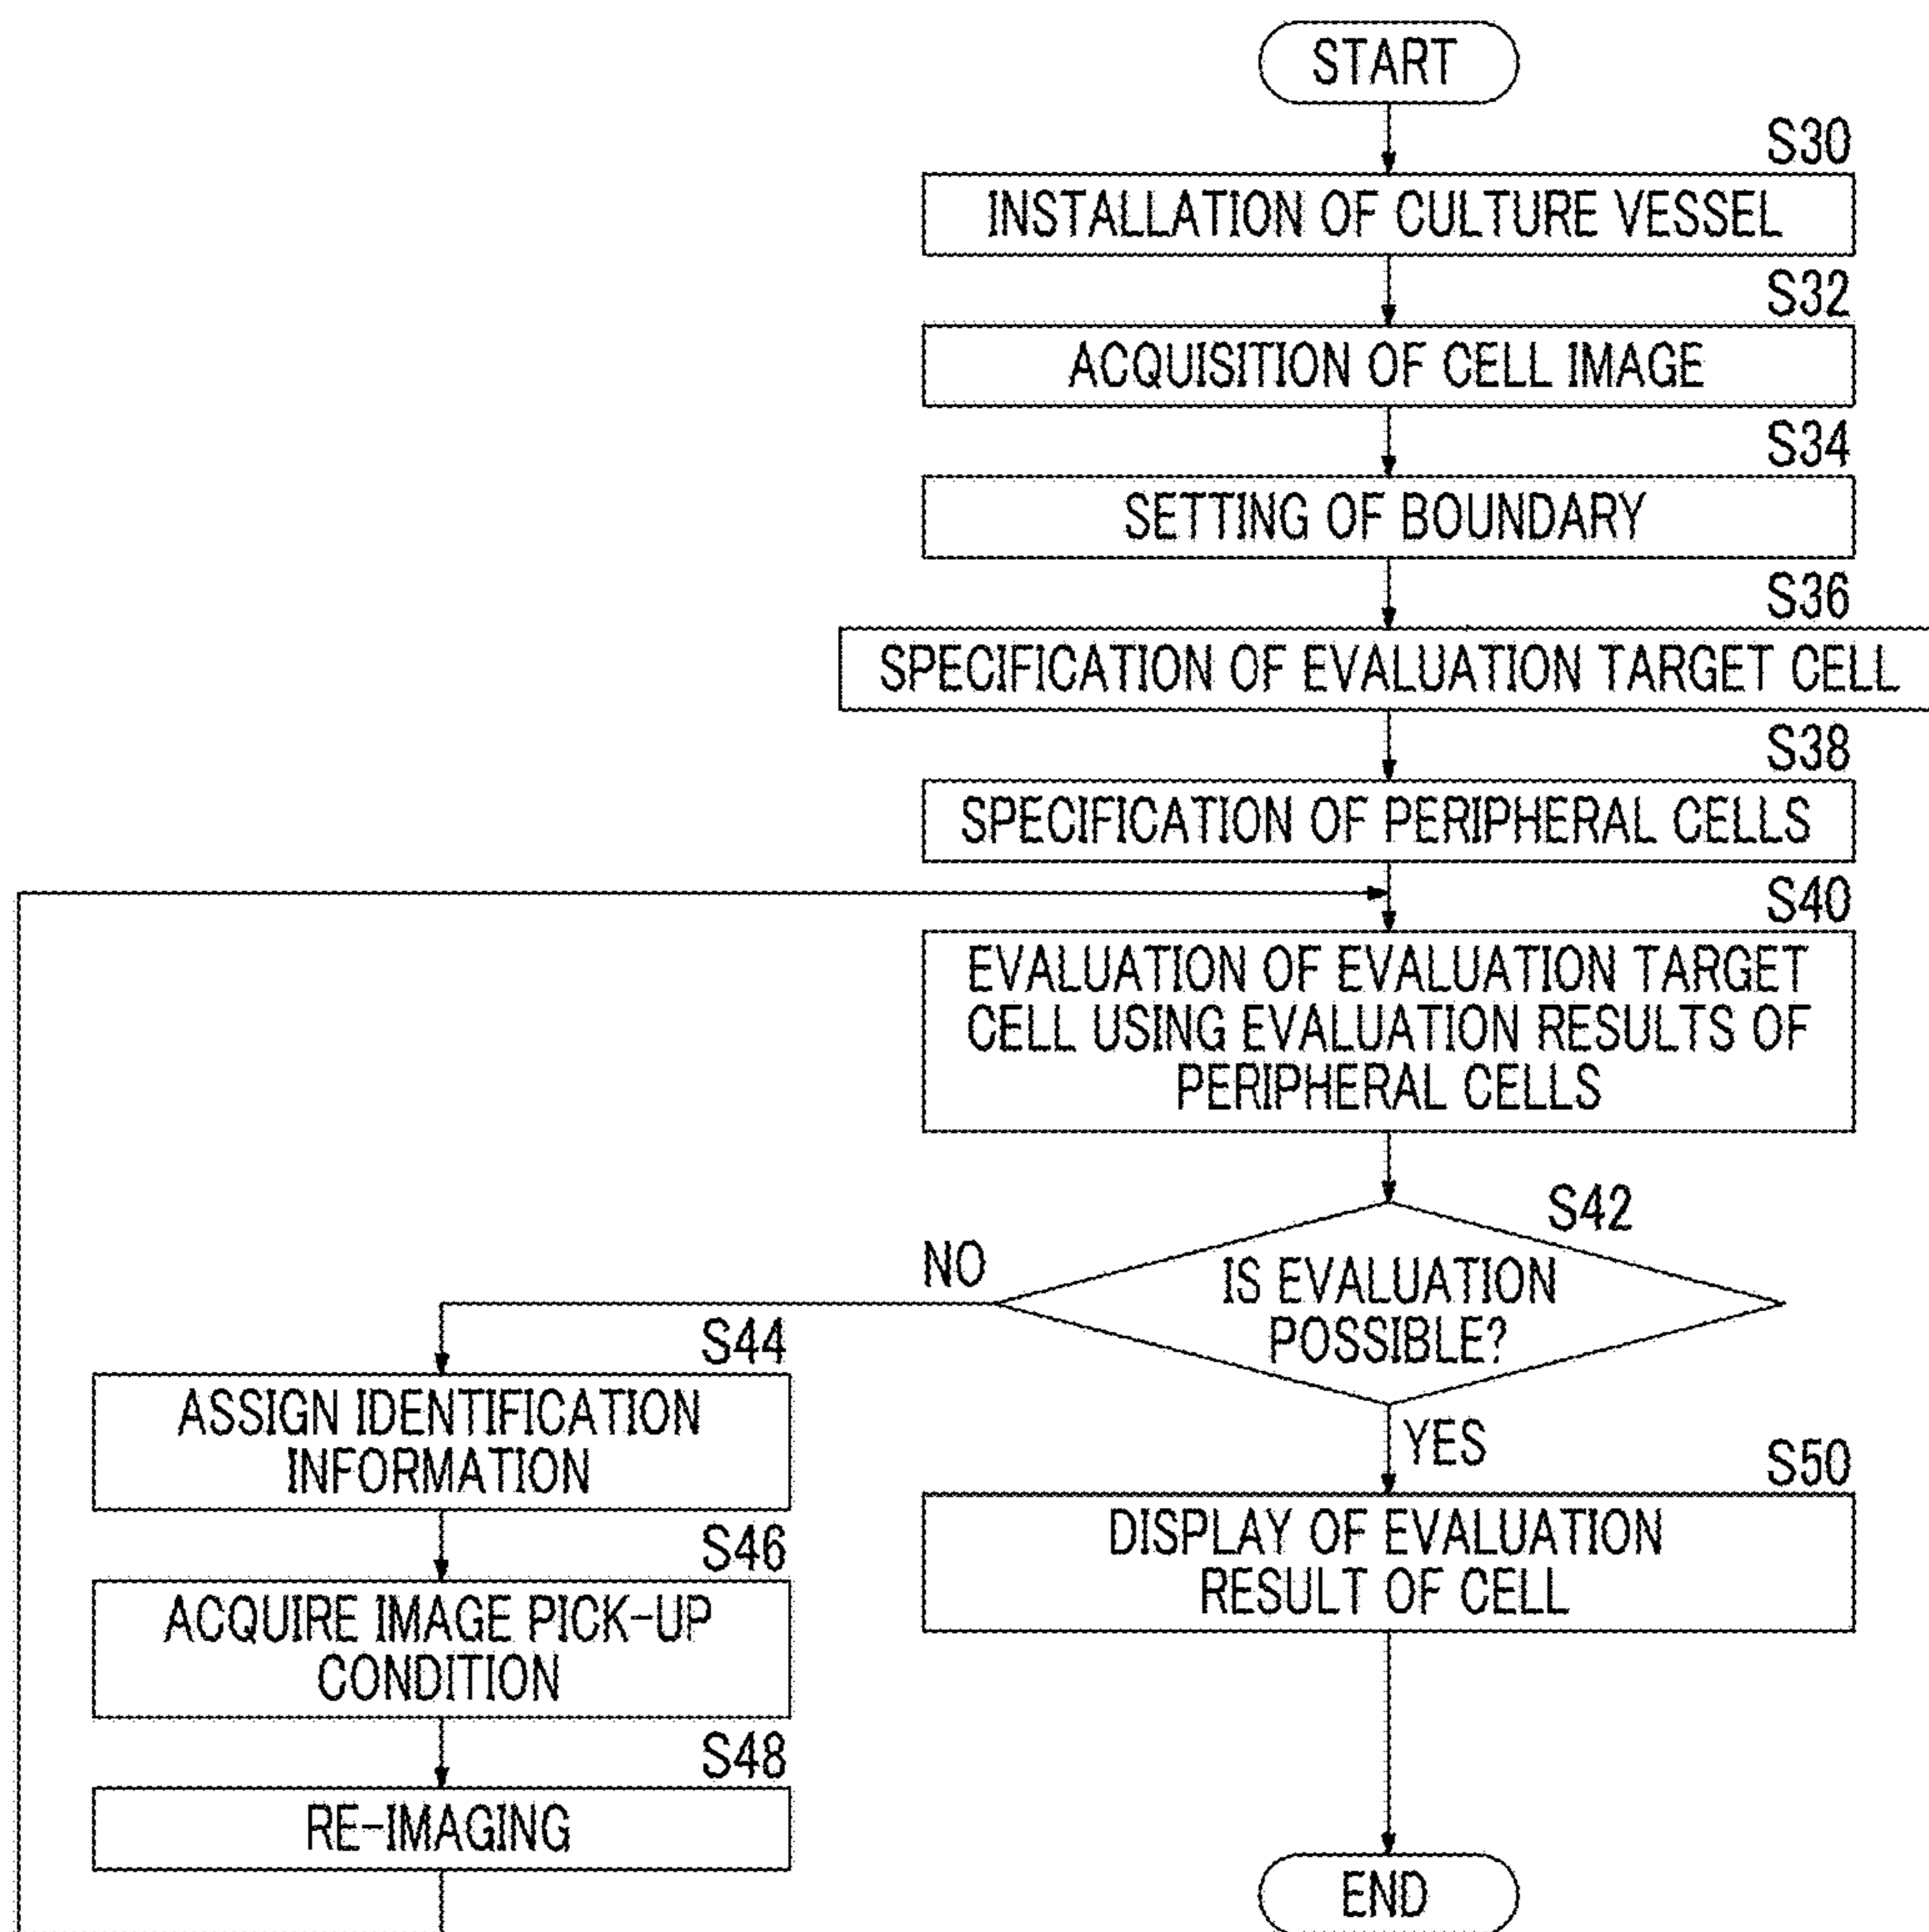 START
S30
INSTALLATION OF CULTURE VESSEL
S32
ACQUISITION OF CELL IMAGE
S34
SETTING OF BOUNDARY
S36
SPECIFICATION OF EVALUATION TARGET CELL
S38
SPECIFICATION OF PERIPHERAL CELLS
S40
EVALUATION OF EVALUATION TARGET
CELL USING EVALUATION RESULTS OF
PERIPHERAL CELLS
S42
IS EVALUATION
POSSIBLE?
NO
S44
ASSIGN IDENTIFICATION
INFORMATION
S46
ACQUIRE IMAGE PICK-UP
CONDITION
S48
RE-IMAGING
YES
S50
DISPLAY OF EVALUATION
RESULT OF CELL
END